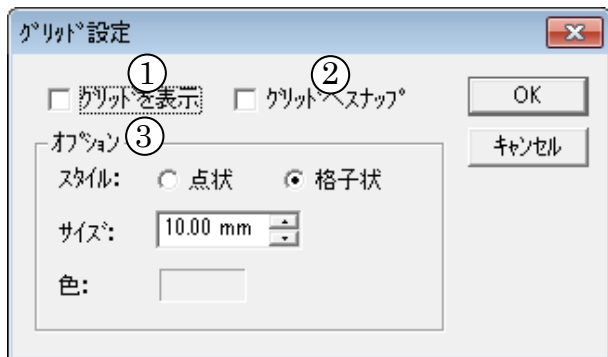 ｸﾞﾘｯﾄﾞ設定
① ②
ｸﾞﾘｯﾄﾞを表示 ｸﾞﾘｯﾄﾞへｽﾅｯﾌﾟ OK
ｵﾌﾟｼｮﾝ ③ ｷｬﾝｾﾙ
ｽﾀｲﾙ: 点状 格子状
ｻｲｽﾞ: 10.00 mm
色: